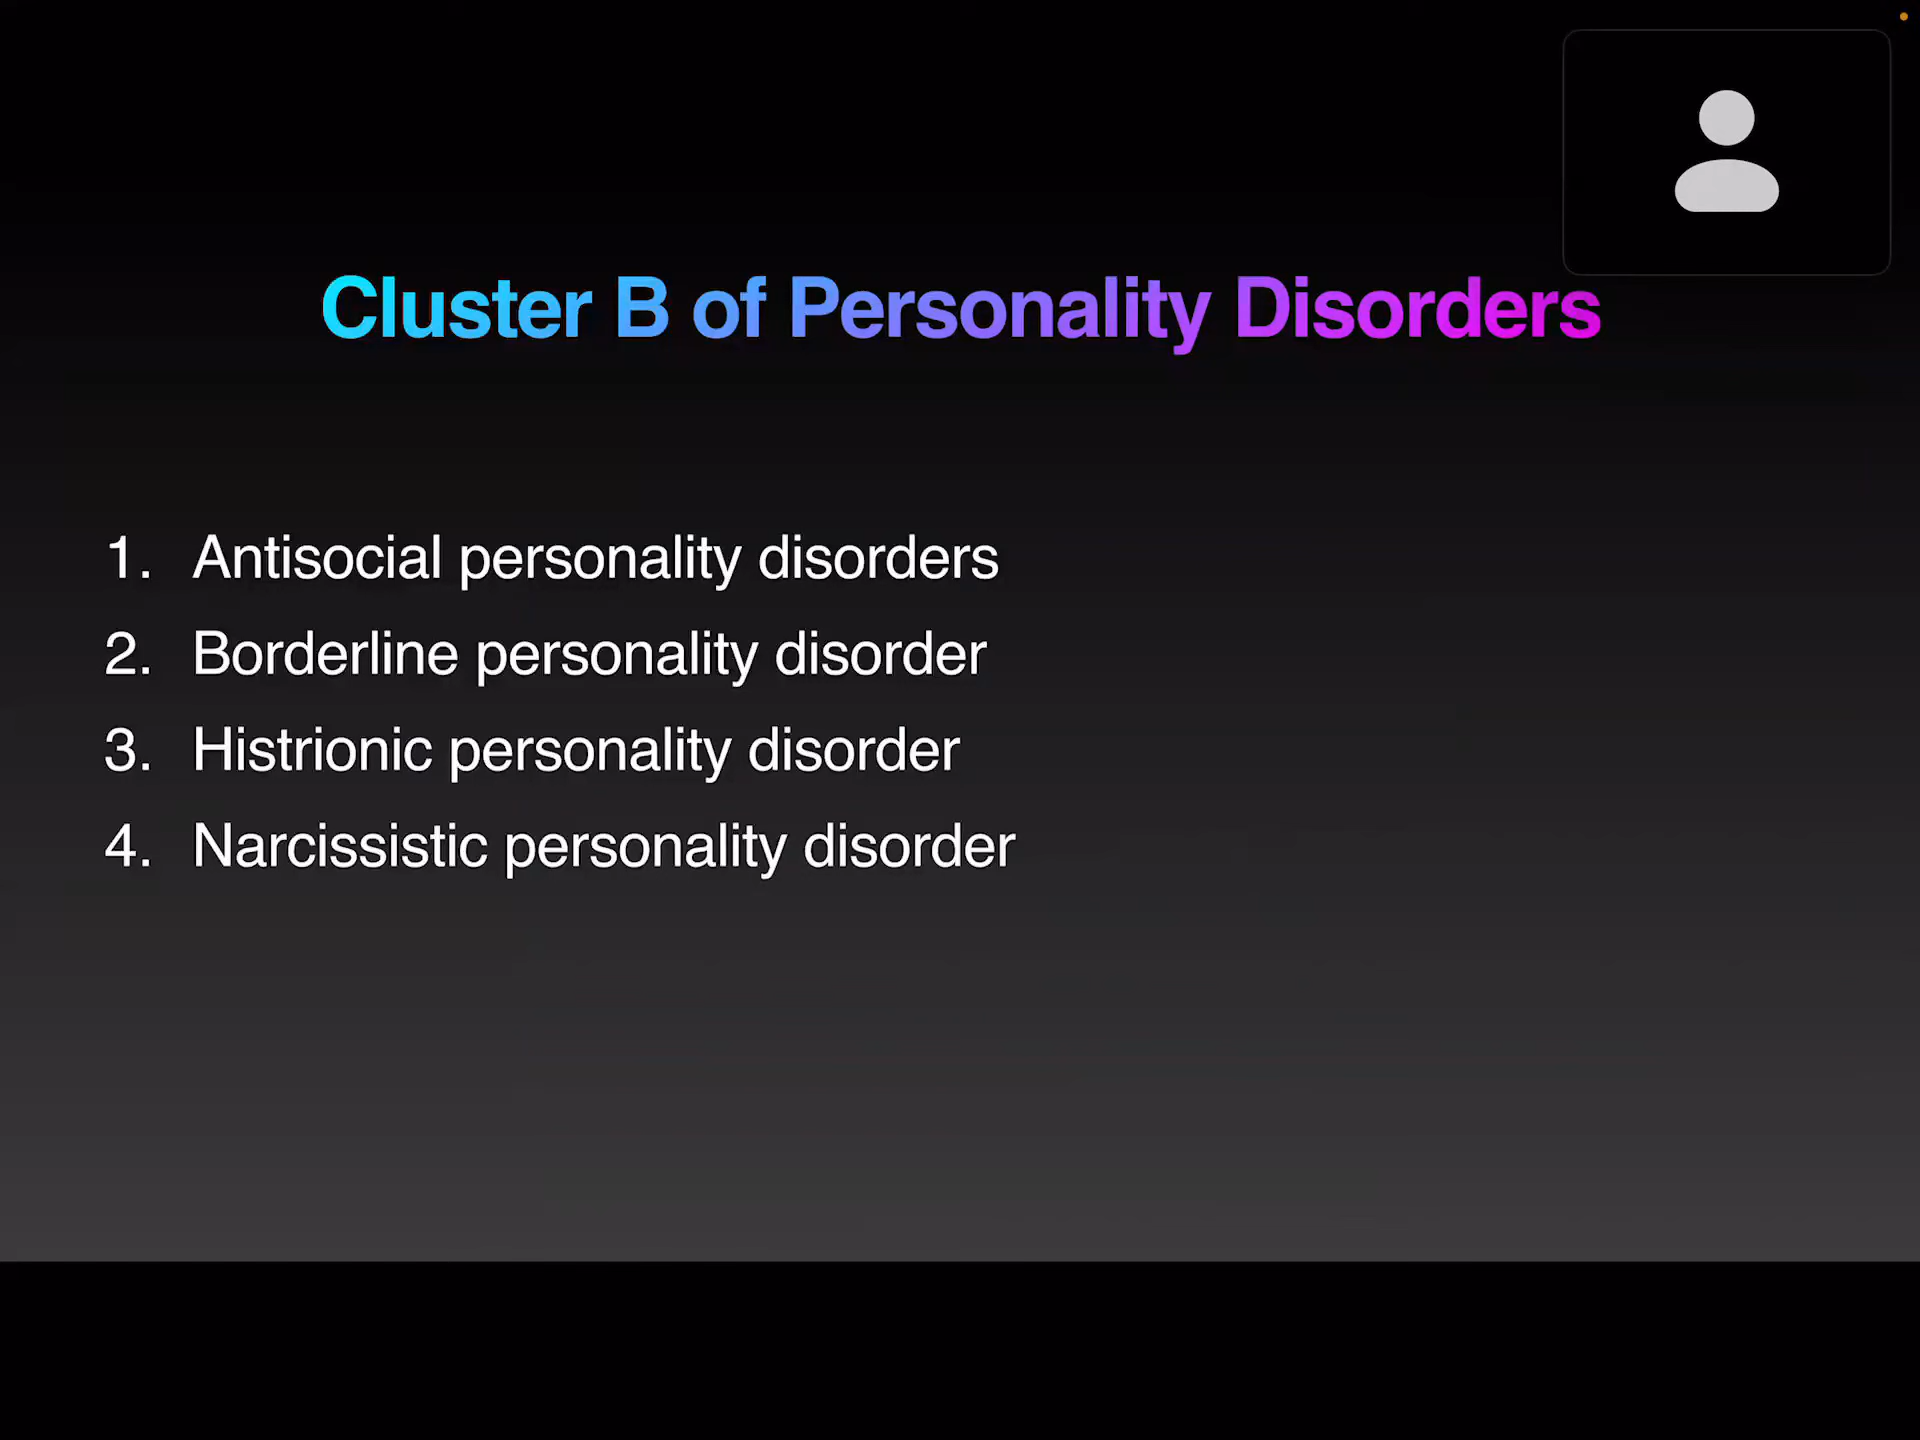 Cluster B of Personality Disorders
1. Antisocial personality disorders
2. Borderline personality disorder
3. Histrionic personality disorder
4. Narcissistic personality disorder